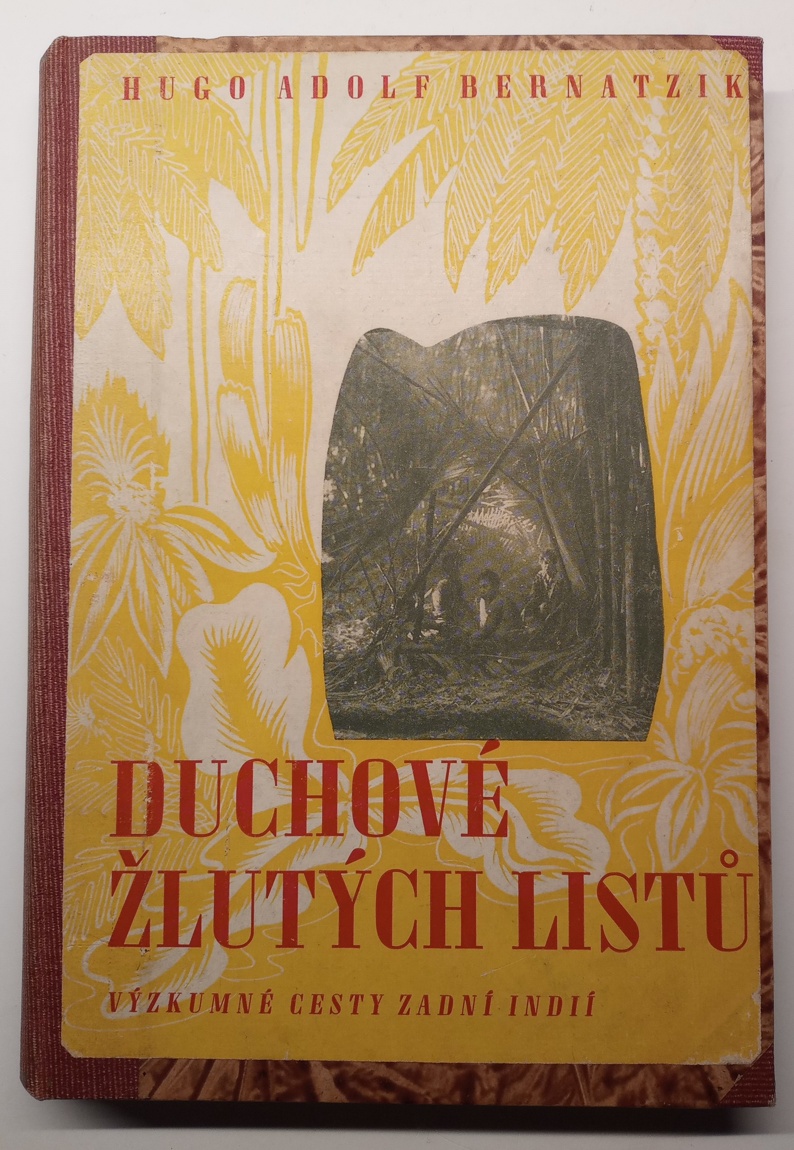 HUGO ADOLF BERNATZIK
DUCHOVÉ
ŽLUTÝCH LISTŮ
VÝZKUMNÉ CESTY ZADNÍ INDIÍ